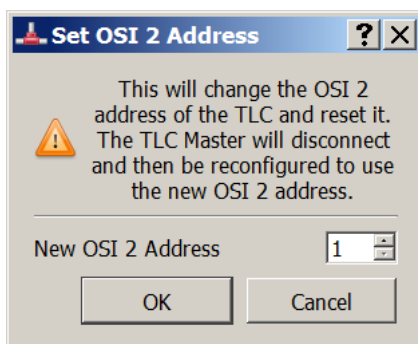 Set OSI 2 Address ? X
This will change the OSI 2
address of the TLC and reset it.
The TLC Master will disconnect
and then be reconfigured to use
the new OSI 2 address.
New OSI 2 Address 1
OK Cancel